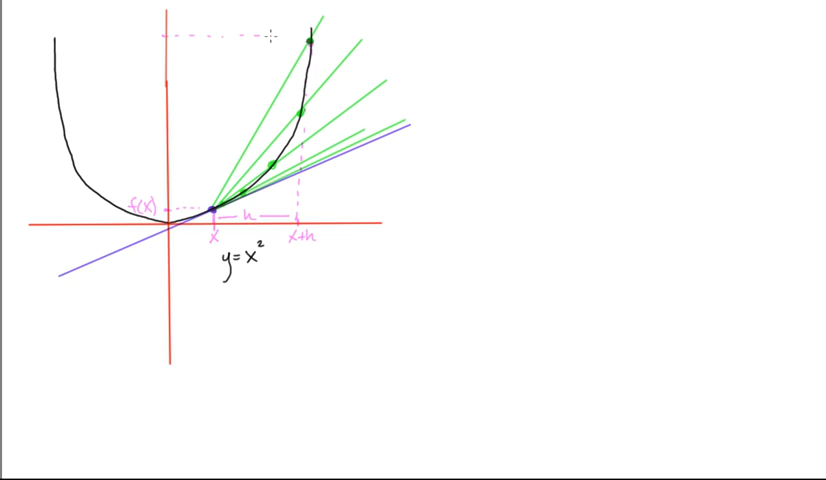 f(x)
h
x
x+h
y=x²